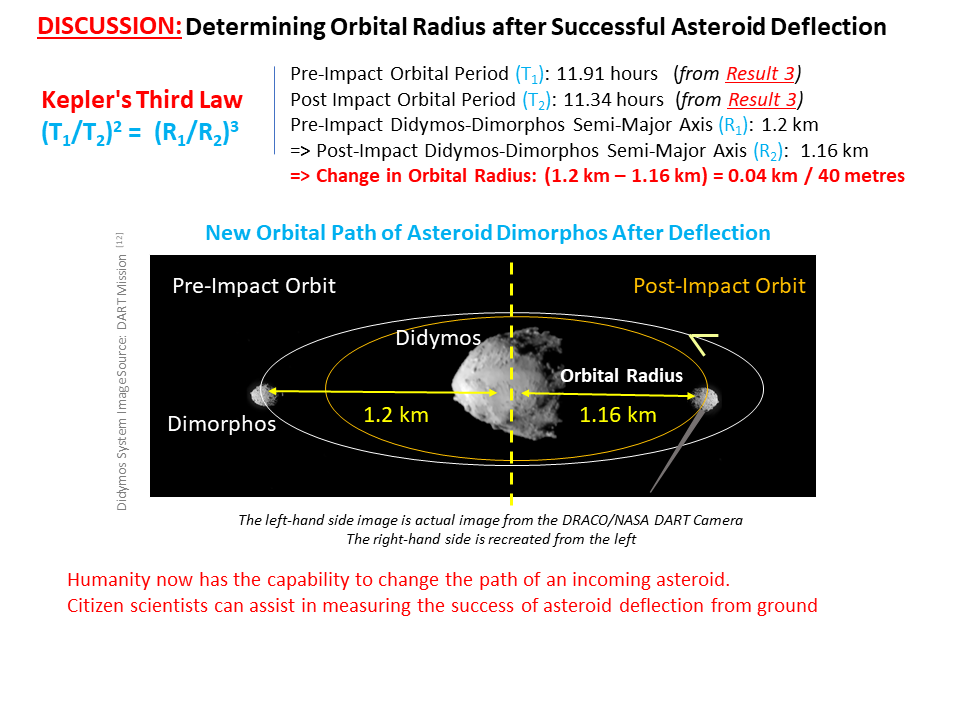 DISCUSSION: Determining Orbital Radius after Successful Asteroid Deflection
Kepler's Third Law
(T₁/T₂)² = (R₁/R₂)³
Pre-Impact Orbital Period (T₁): 11.91 hours (from Result 3)
Post Impact Orbital Period (T₂): 11.34 hours (from Result 3)
Pre-Impact Didymos-Dimorphos Semi-Major Axis (R₁): 1.2 km
=> Post-Impact Didymos-Dimorphos Semi-Major Axis (R₂): 1.16 km
=> Change in Orbital Radius: (1.2 km – 1.16 km) = 0.04 km / 40 metres
New Orbital Path of Asteroid Dimorphos After Deflection
Didymos System ImageSource: DART Mission [12]
Pre-Impact Orbit
Post-Impact Orbit
Didymos
Orbital Radius
1.2 km
1.16 km
Dimorphos
The left-hand side image is actual image from the DRACO/NASA DART Camera
The right-hand side is recreated from the left
Humanity now has the capability to change the path of an incoming asteroid.
Citizen scientists can assist in measuring the success of asteroid deflection from ground